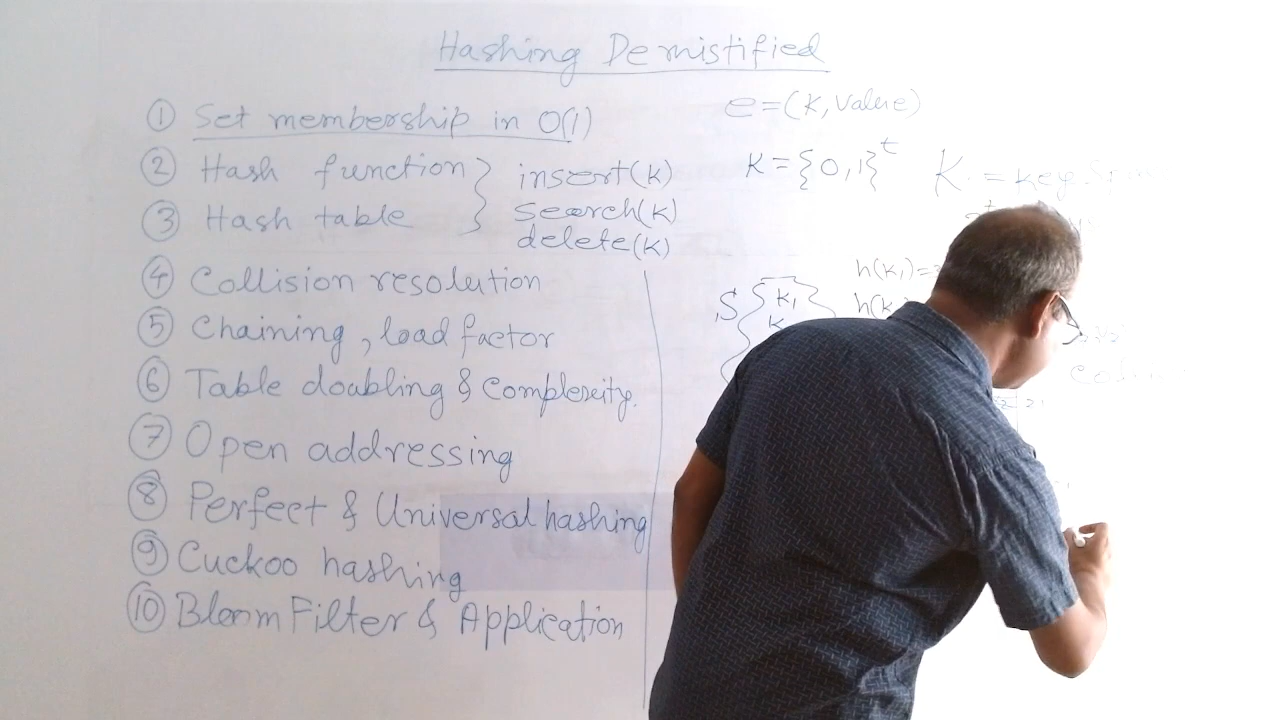 Hashing Demistified
① Set membership in O(1)
② Hash function } insert(k)
③ Hash table search(k)
delete(k)
④ Collision resolution
⑤ Chaining, load factor
⑥ Table doubling & Complexity.
⑦ Open addressing
⑧ Perfect & Universal hashing
⑨ Cuckoo hashing
⑩ Bloom Filter & Application
e=(k, value)
k={0,1}^t
K = key
h(k₁)=
S { k₁